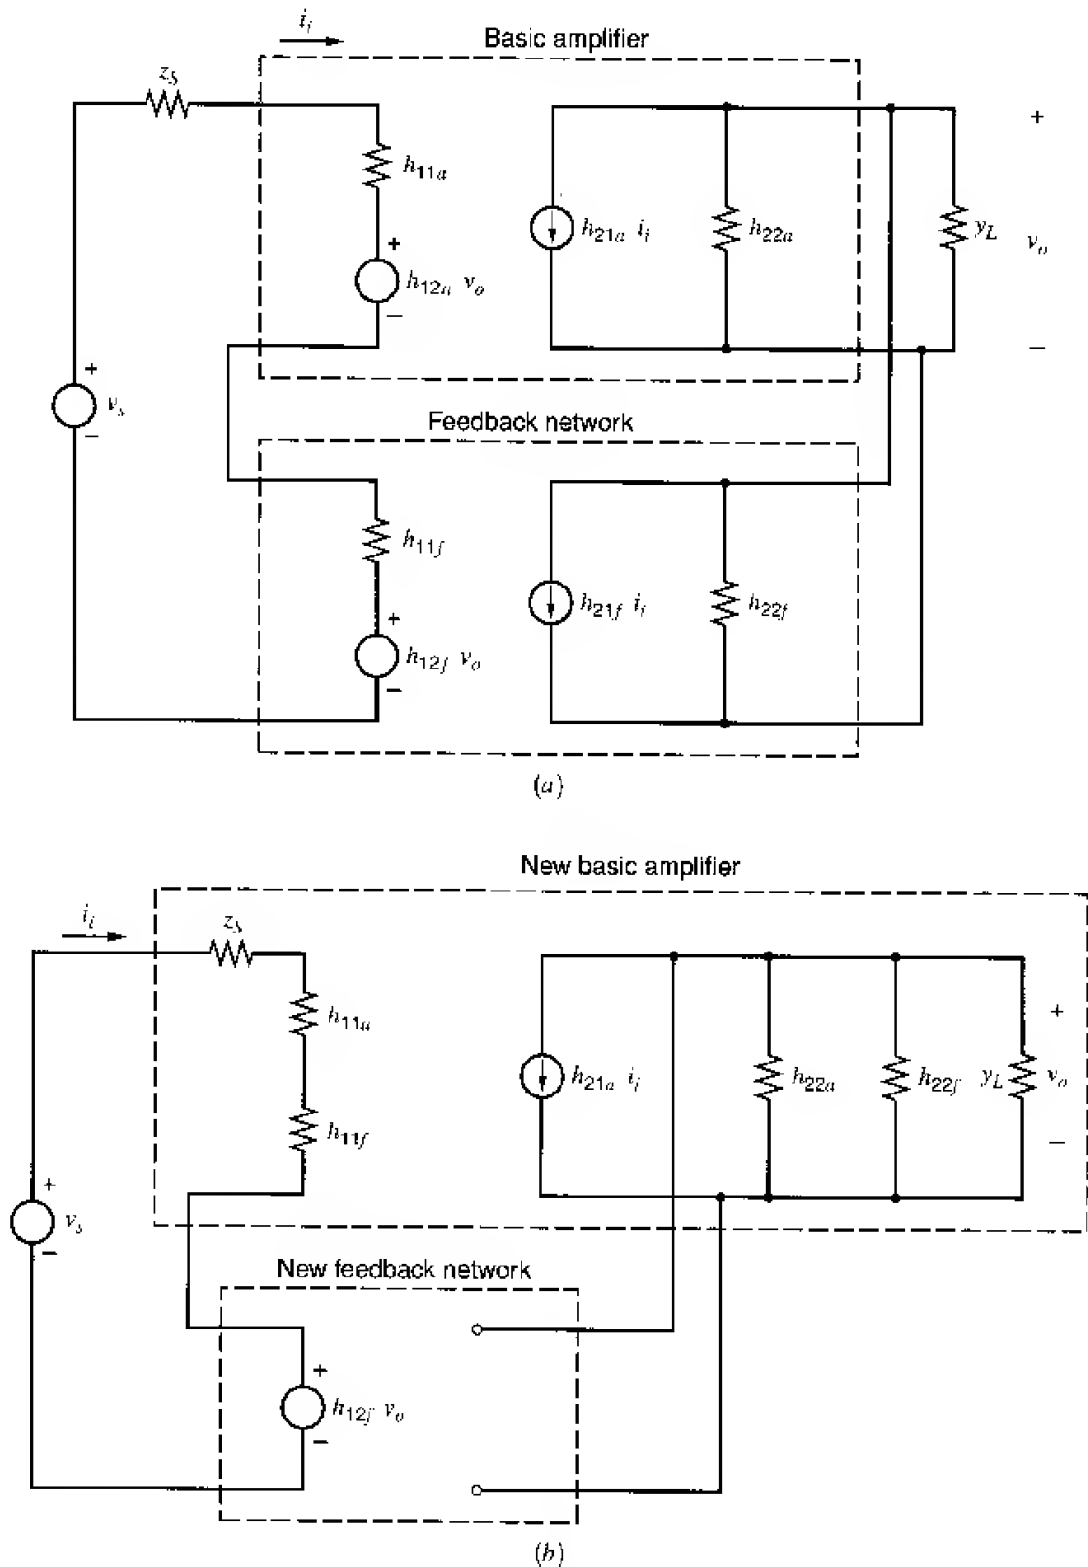 i_i
Basic amplifier
z_S
h_11a
+
h_12a v_o
−
h_21a i_i
h_22a
y_L
+
v_o
−
+
v_s
−
Feedback network
h_11f
+
h_12f v_o
−
h_21f i_i
h_22f
(a)
New basic amplifier
i_i
z_S
h_11a
h_11f
h_21a i_i
h_22a
h_22f
y_L
+
v_o
−
+
v_s
−
New feedback network
+
h_12f v_o
−
(b)